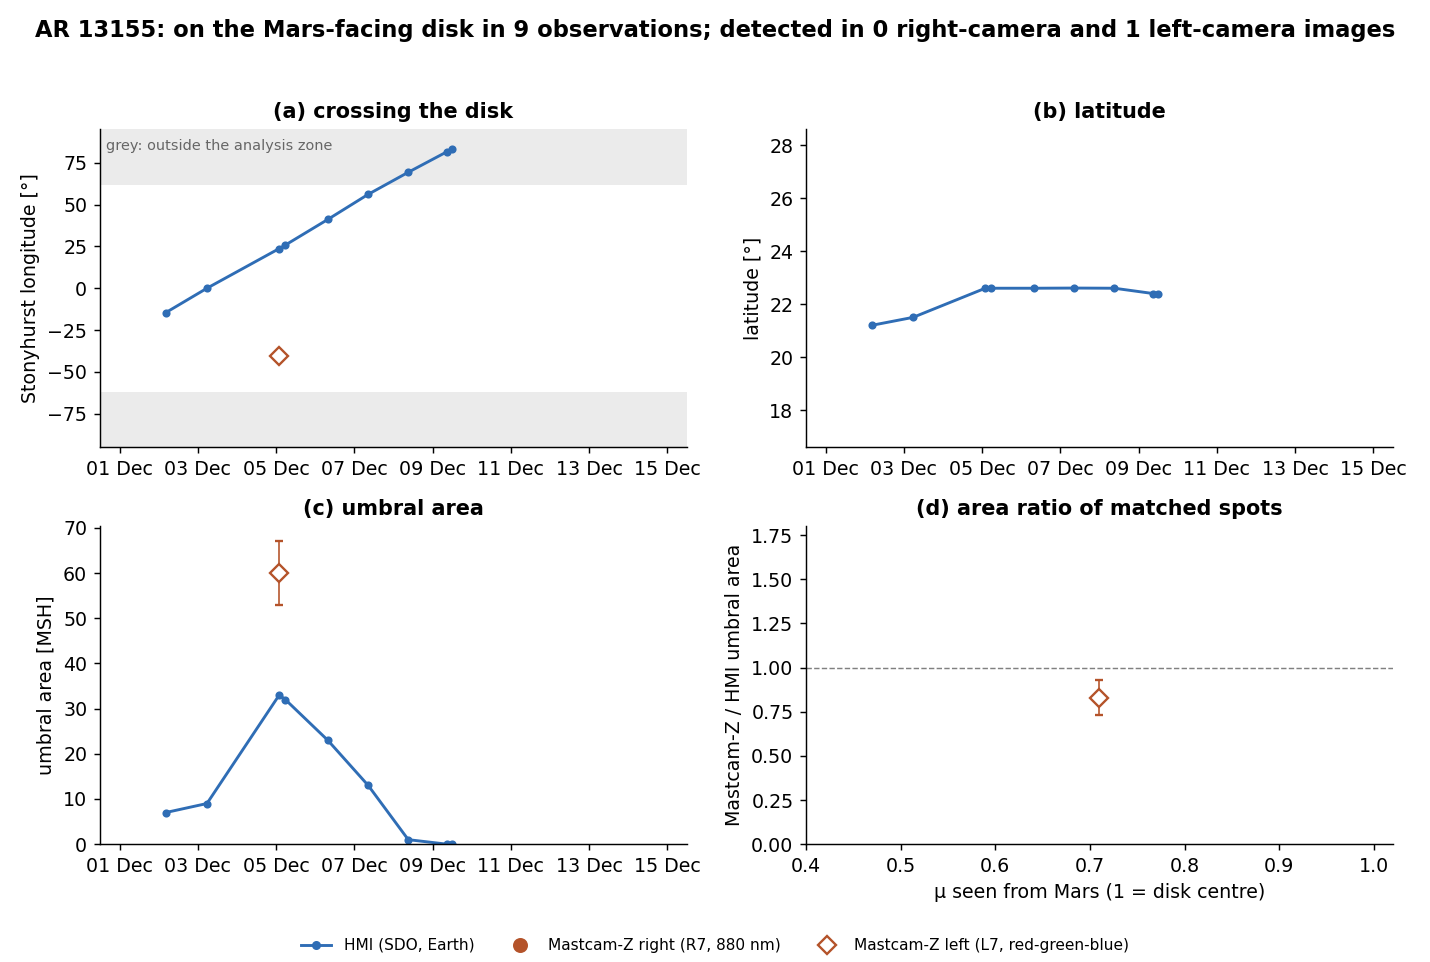 AR 13155: on the Mars-facing disk in 9 observations; detected in 0 right-camera and 1 left-camera images
(a) crossing the disk
grey: outside the analysis zone
Stonyhurst longitude [°]
75
50
25
0
−25
−50
−75
01 Dec 03 Dec 05 Dec 07 Dec 09 Dec 11 Dec 13 Dec 15 Dec
(b) latitude
latitude [°]
28
26
24
22
20
18
01 Dec 03 Dec 05 Dec 07 Dec 09 Dec 11 Dec 13 Dec 15 Dec
(c) umbral area
umbral area [MSH]
70
60
50
40
30
20
10
0
01 Dec 03 Dec 05 Dec 07 Dec 09 Dec 11 Dec 13 Dec 15 Dec
(d) area ratio of matched spots
Mastcam-Z / HMI umbral area
1.75
1.50
1.25
1.00
0.75
0.50
0.25
0.00
0.4 0.5 0.6 0.7 0.8 0.9 1.0
μ seen from Mars (1 = disk centre)
HMI (SDO, Earth) Mastcam-Z right (R7, 880 nm) Mastcam-Z left (L7, red-green-blue)